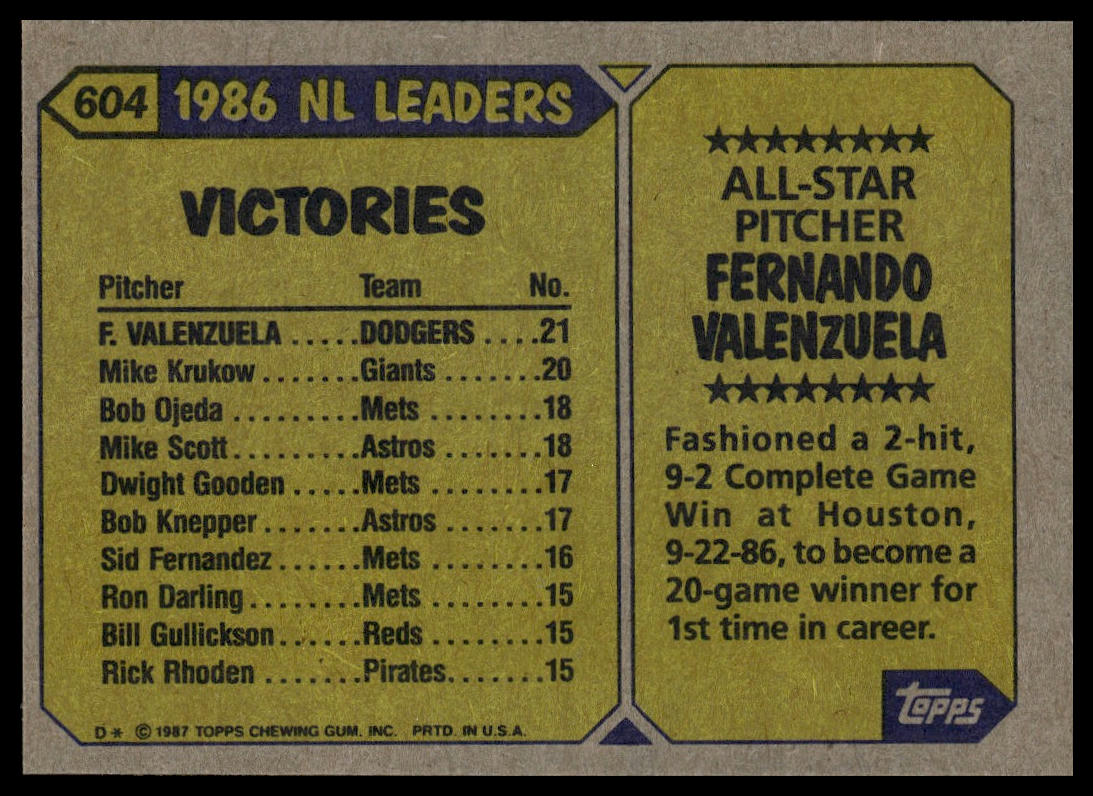 604 1986 NL LEADERS
VICTORIES
Pitcher Team No.
F. VALENZUELA .....DODGERS ....21
Mike Krukow.......Giants .......20
Bob Ojeda .........Mets ........18
Mike Scott.........Astros .......18
Dwight Gooden .....Mets ........17
Bob Knepper.......Astros .......17
Sid Fernandez ......Mets ........16
Ron Darling........Mets ........15
Bill Gullickson......Reds ........15
Rick Rhoden .......Pirates.......15
D* © 1987 TOPPS CHEWING GUM, INC. PRTD. IN U.S.A.
★★★★★★★★
ALL-STAR
PITCHER
FERNANDO
VALENZUELA
★★★★★★★★
Fashioned a 2-hit,
9-2 Complete Game
Win at Houston,
9-22-86, to become a
20-game winner for
1st time in career.
topps